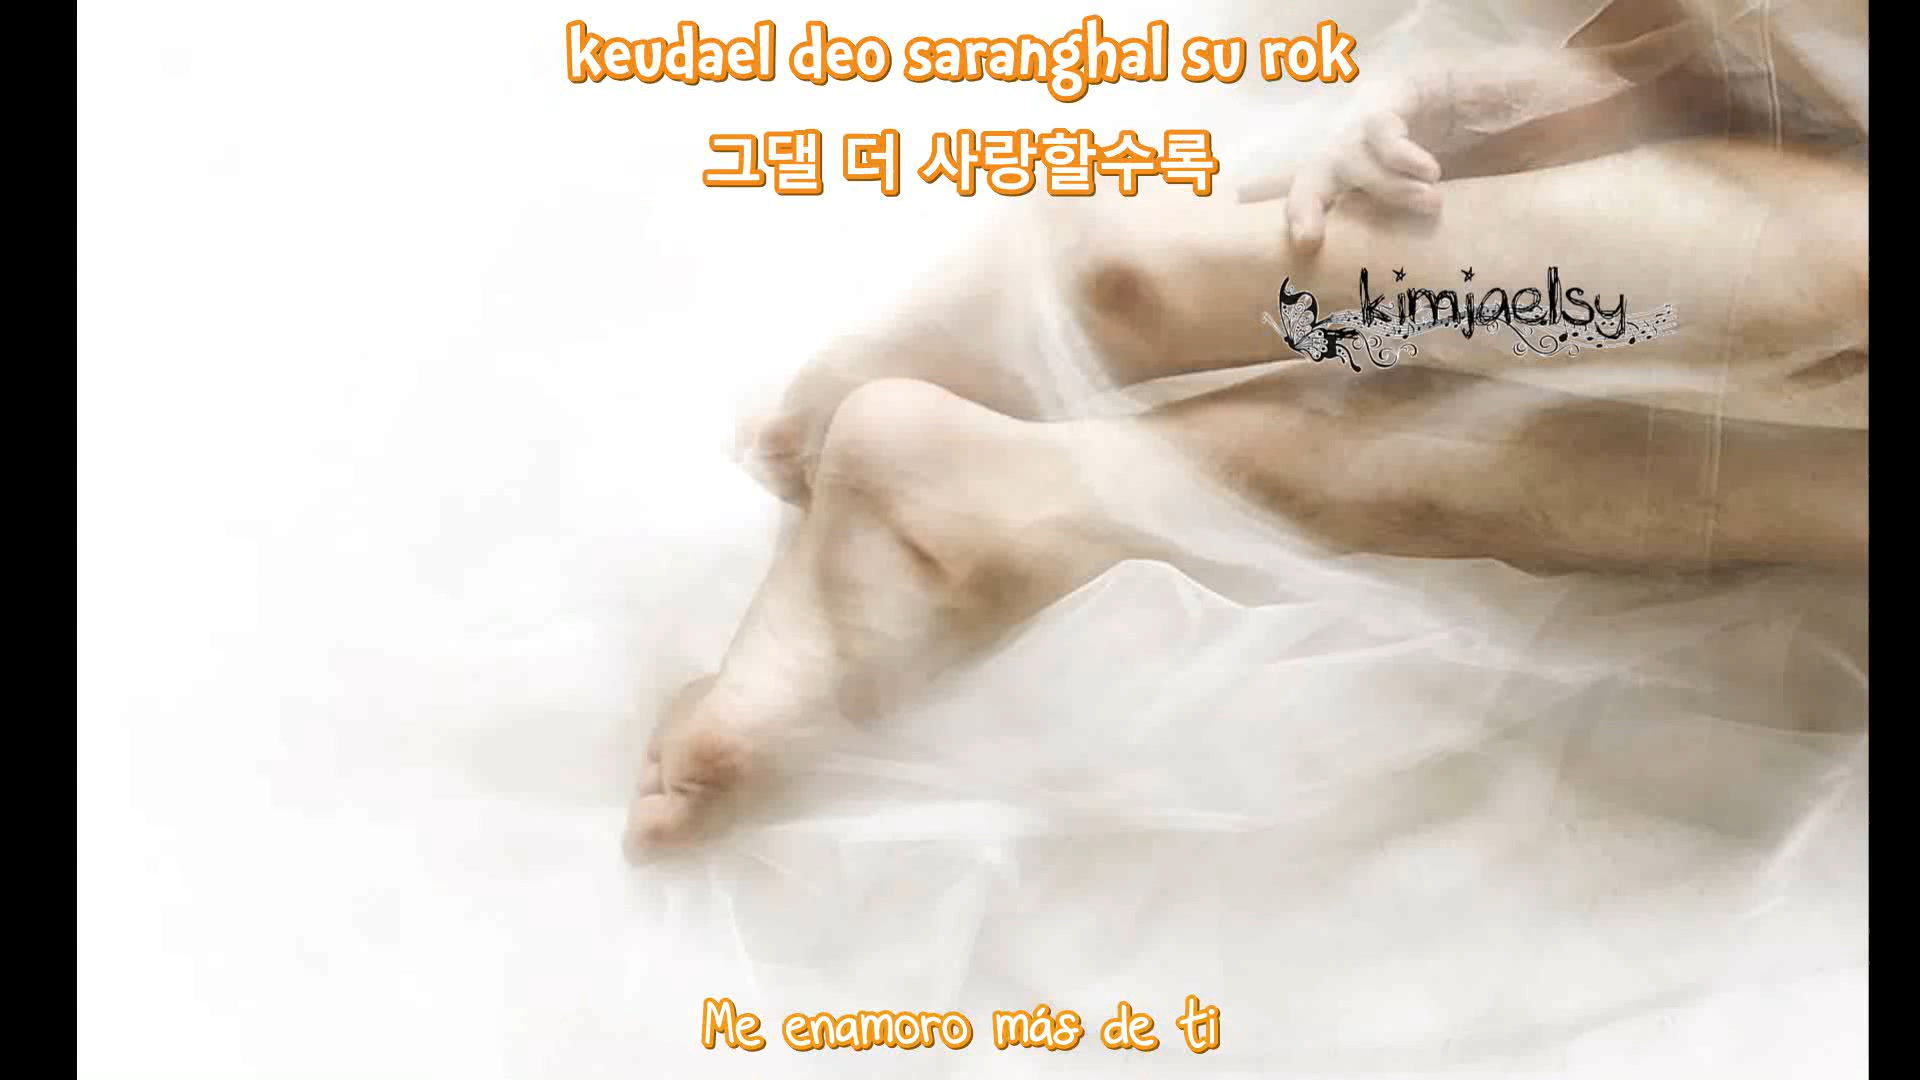 keudael deo saranghal su rok
그댈 더 사랑할수록
kimjaelsy
Me enamoro más de ti